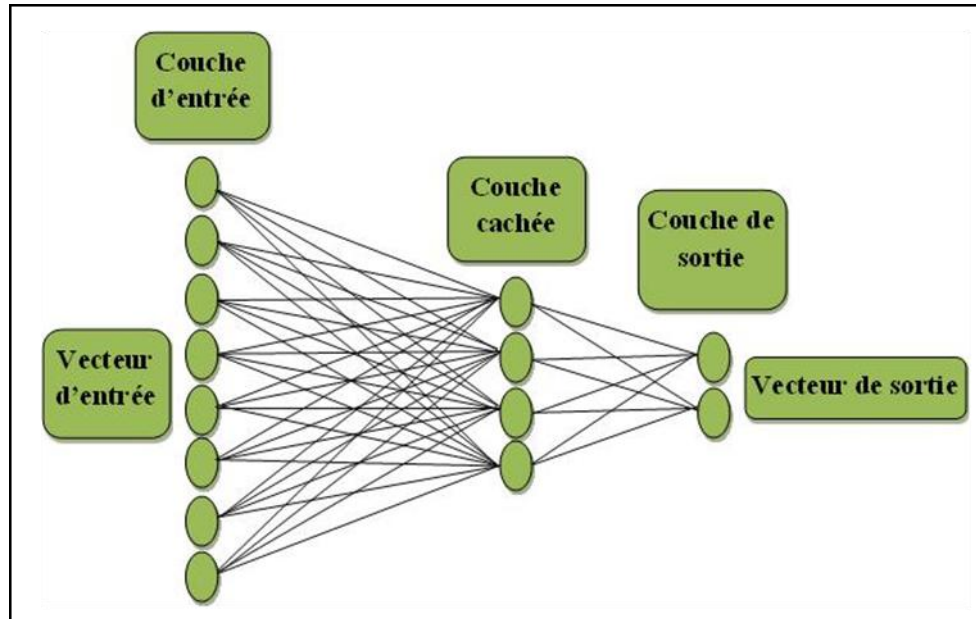 Couche
d'entrée
Couche
cachée
Couche de
sortie
Vecteur
d'entrée
Vecteur de sortie